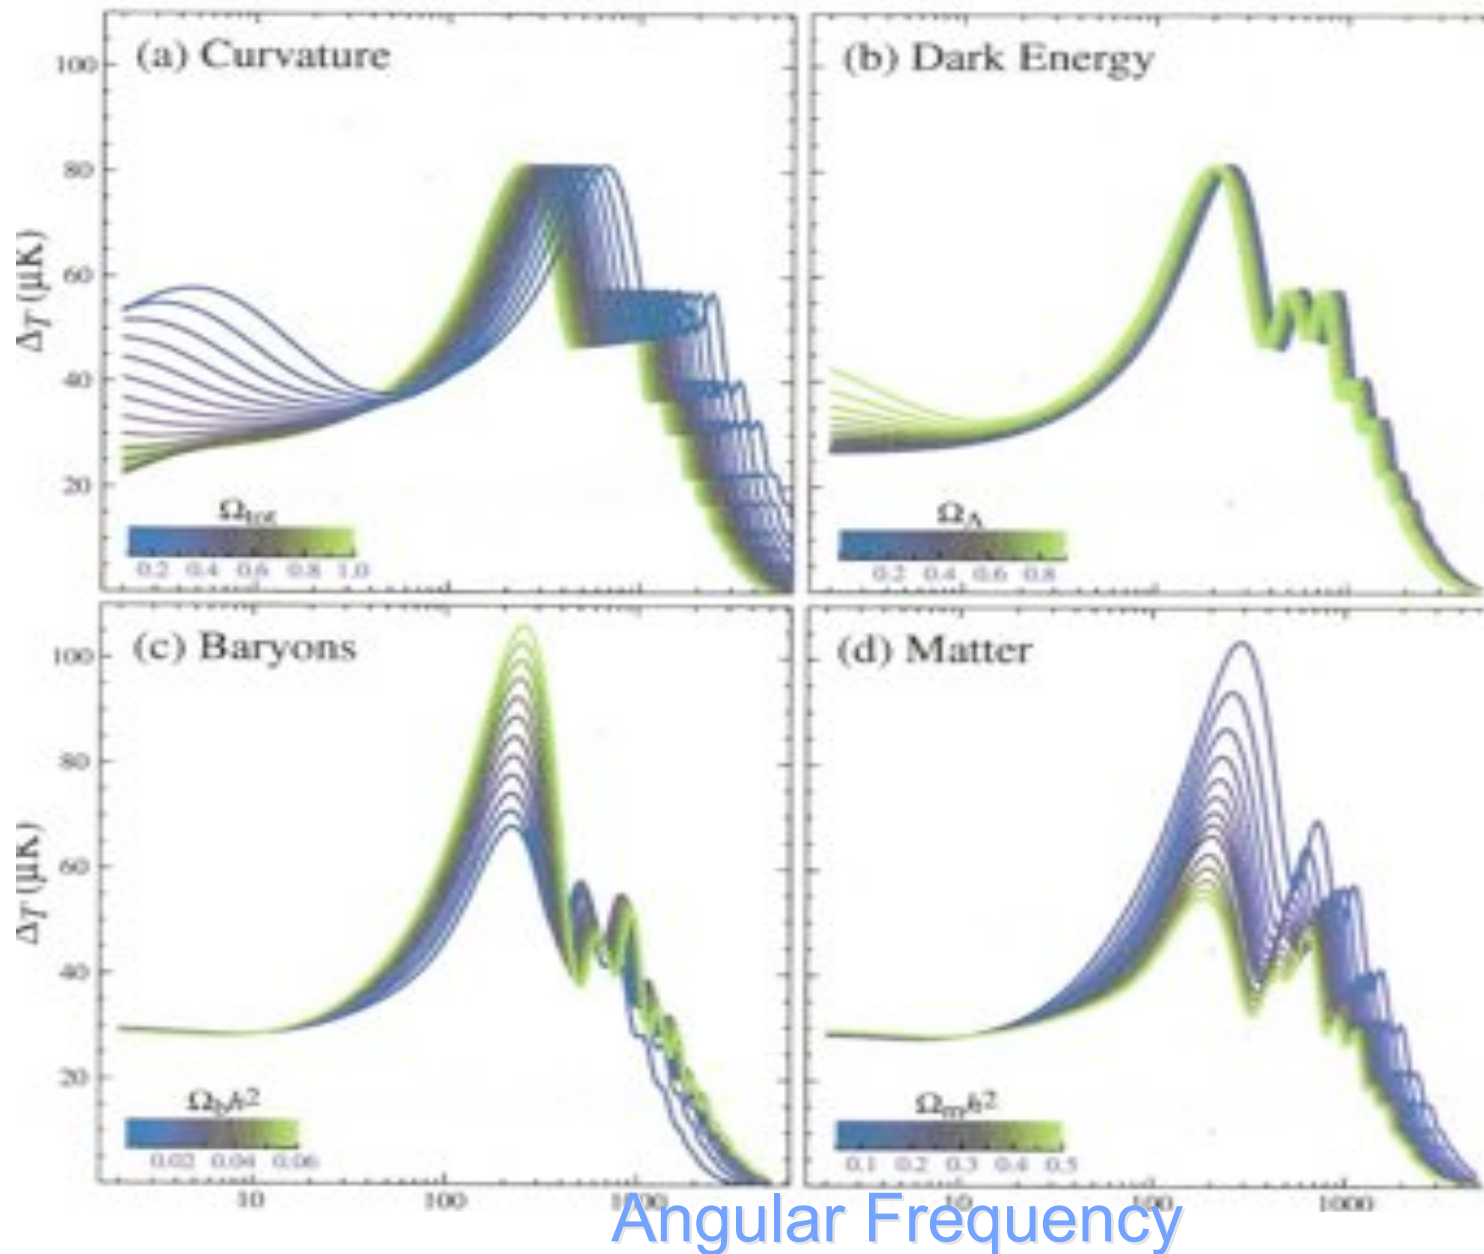 (a) Curvature
(b) Dark Energy
100
80
60
40
20
ΔT (μK)
Ωtot
0.2 0.4 0.6 0.8 1.0
ΩΛ
0.2 0.4 0.6 0.8
(c) Baryons
(d) Matter
100
80
60
40
20
ΔT (μK)
Ωbh²
0.02 0.04 0.06
Ωmh²
0.1 0.2 0.3 0.4 0.5
10 100 1000 10 100 1000
Angular Frequency